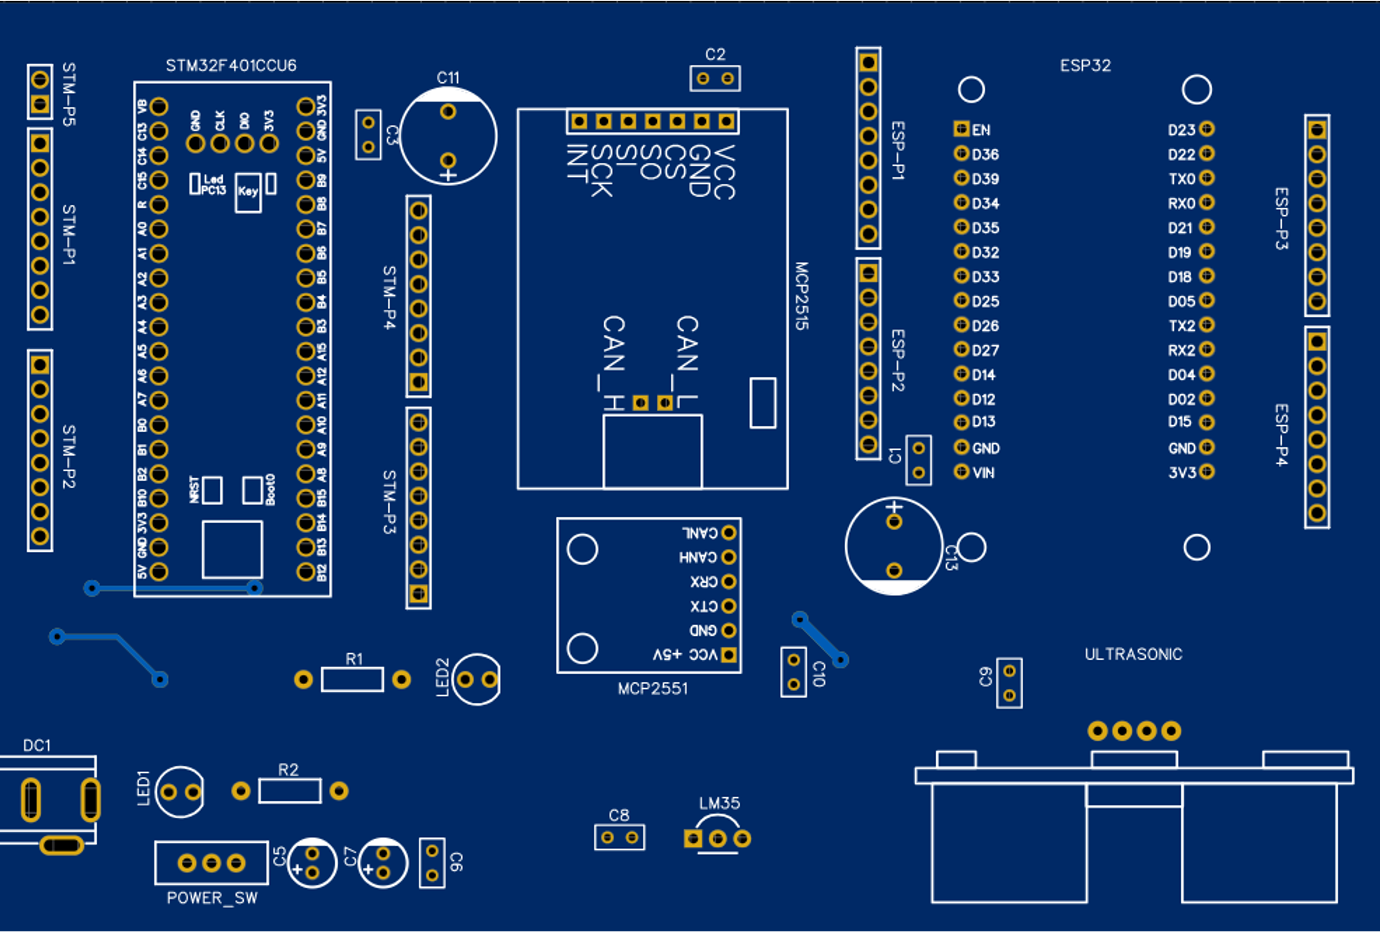 STM32F401CCU6
C11
C2
ESP32
STM-P5
VB
C13
C14
C15
R
A0
A1
A2
A3
A4
A5
A6
A7
B0
B1
B2
B10
3V3
GND
5V
GND
CLK
DIO
3V3
Led
PC13
Key
NRST
Boot0
3V3
GND
5V
B9
B8
B7
B6
B5
B4
B3
A15
A12
A11
A10
A9
A8
B15
B14
B13
B12
STM-P1
STM-P2
C3
STM-P4
STM-P3
INT
SCK
SI
SO
CS
GND
VCC
MCP2515
CAN_H
CAN_L
ESP-P1
ESP-P2
C1
C13
EN
D36
D39
D34
D35
D32
D33
D25
D26
D27
D14
D12
D13
GND
VIN
D23
D22
TX0
RX0
D21
D19
D18
D05
TX2
RX2
D04
D02
D15
GND
3V3
ESP-P3
ESP-P4
CANL
CANH
CRX
CTX
GND
VCC +5V
MCP2551
C10
R1
LED2
C9
ULTRASONIC
DC1
LED1
R2
C5
C7
C6
POWER_SW
C8
LM35